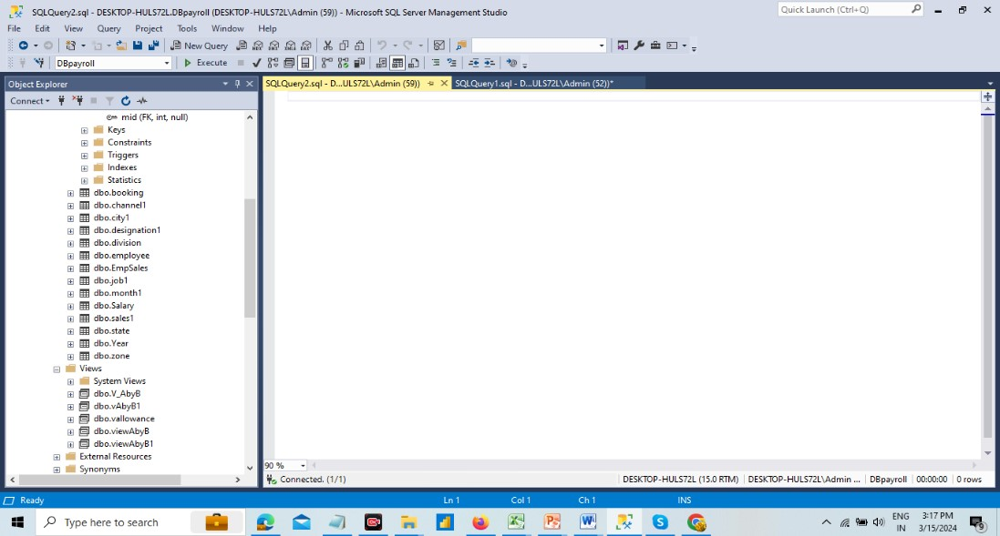 SQLQuery2.sql - DESKTOP-HULS72L.DBpayroll (DESKTOP-HULS72L\Admin (59)) - Microsoft SQL Server Management Studio
Quick Launch (Ctrl+Q)
File Edit View Query Project Tools Window Help
New Query
DBpayroll
Execute
Object Explorer
SQLQuery2.sql - D...ULS72L\Admin (59))
SQLQuery1.sql - D...ULS72L\Admin (52))*
Connect
mid (FK, int, null)
Keys
Constraints
Triggers
Indexes
Statistics
dbo.booking
dbo.channel1
dbo.city1
dbo.designation1
dbo.division
dbo.employee
dbo.EmpSales
dbo.job1
dbo.month1
dbo.Salary
dbo.sales1
dbo.state
dbo.Year
dbo.zone
Views
System Views
dbo.V_AbyB
dbo.vAbyB1
dbo.vallowance
dbo.viewAbyB
dbo.viewAbyB1
External Resources
Synonyms
90 %
Connected. (1/1)
DESKTOP-HULS72L (15.0 RTM)
DESKTOP-HULS72L\Admin ...
DBpayroll
00:00:00
0 rows
Ready
Ln 1
Col 1
Ch 1
INS
Type here to search
ENG
IN
3:17 PM
3/15/2024